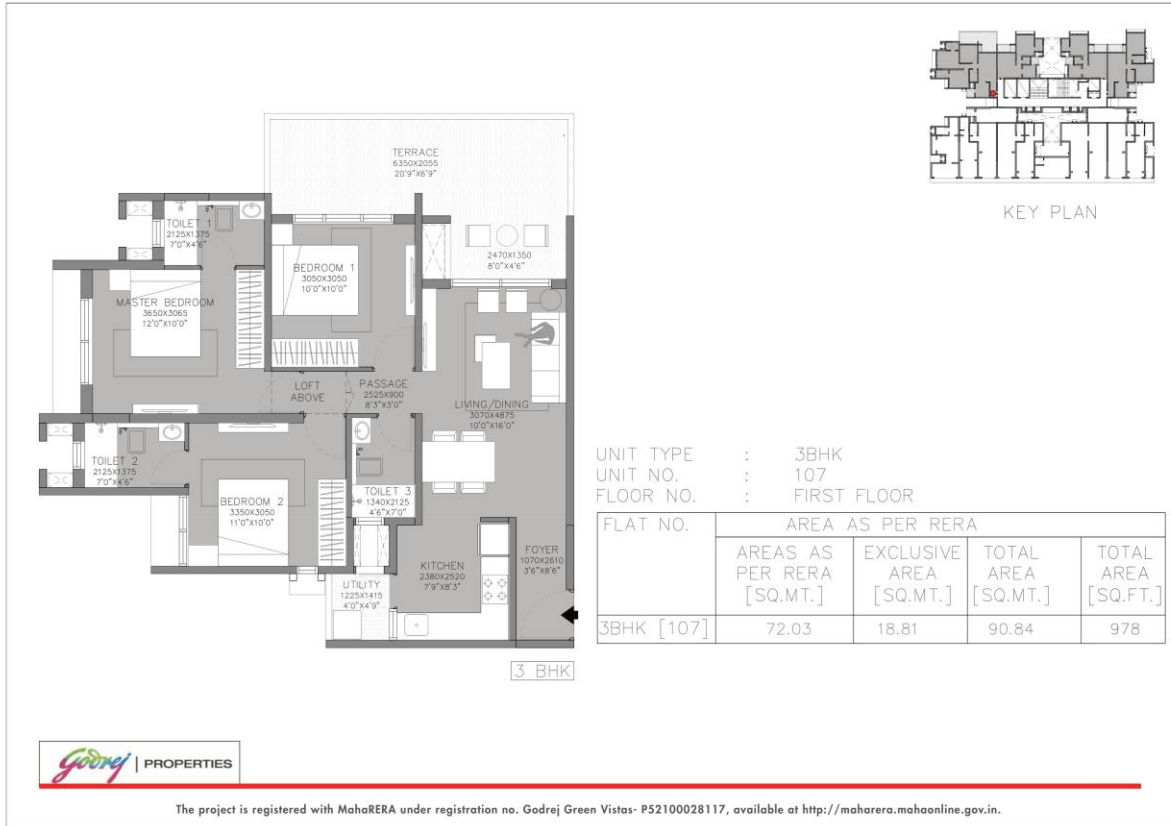 TERRACE
6350X2055
20'9"X6'9"
KEY PLAN
TOILET 1
2125X1375
7'0"X4'6"
BEDROOM 1
3050X3050
10'0"X10'0"
2470X1350
8'0"X4'6"
MASTER BEDROOM
3650X3065
12'0"X10'0"
LOFT
ABOVE
PASSAGE
2525X900
8'3"X3'0"
LIVING/DINING
3070X4875
10'0"X16'0"
TOILET 2
2125X1375
7'0"X4'6"
BEDROOM 2
3350X3050
11'0"X10'0"
TOILET 3
1340X2125
4'6"X7'0"
KITCHEN
2380X2520
7'9"X8'3"
FOYER
1070X2610
3'6"X8'6"
UTILITY
1225X1415
4'0"X4'9"
3 BHK
UNIT TYPE : 3BHK
UNIT NO. : 107
FLOOR NO. : FIRST FLOOR
FLAT NO.
AREA AS PER RERA
AREAS AS
PER RERA
[SQ.MT.]
EXCLUSIVE
AREA
[SQ.MT.]
TOTAL
AREA
[SQ.MT.]
TOTAL
AREA
[SQ.FT.]
3BHK [107] 72.03 18.81 90.84 978
Godrej | PROPERTIES
The project is registered with MahaRERA under registration no. Godrej Green Vistas- P52100028117, available at http://maharera.mahaonline.gov.in.